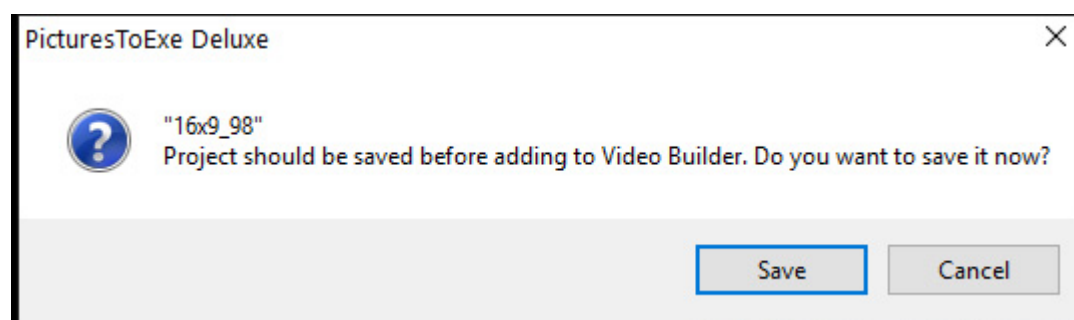 PicturesToExe Deluxe
"16x9_98"
Project should be saved before adding to Video Builder. Do you want to save it now?
Save
Cancel